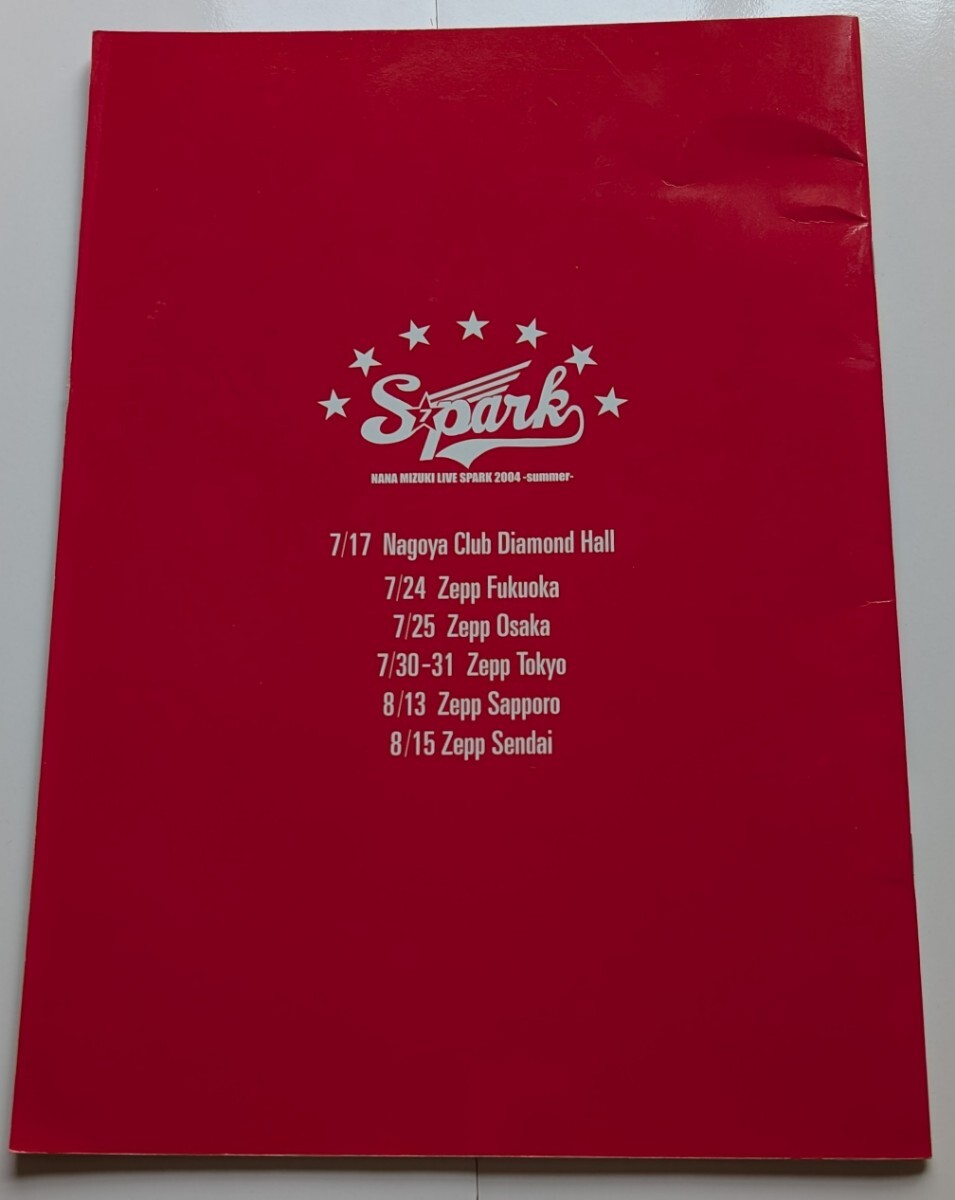 Spark
7
NANA MIZUKI LIVE SPARK 2004 -summer-
7/17 Nagoya Club Diamond Hall
7/24 Zepp Fukuoka
7/25 Zepp Osaka
7/30-31 Zepp Tokyo
8/13 Zepp Sapporo
8/15 Zepp Sendai